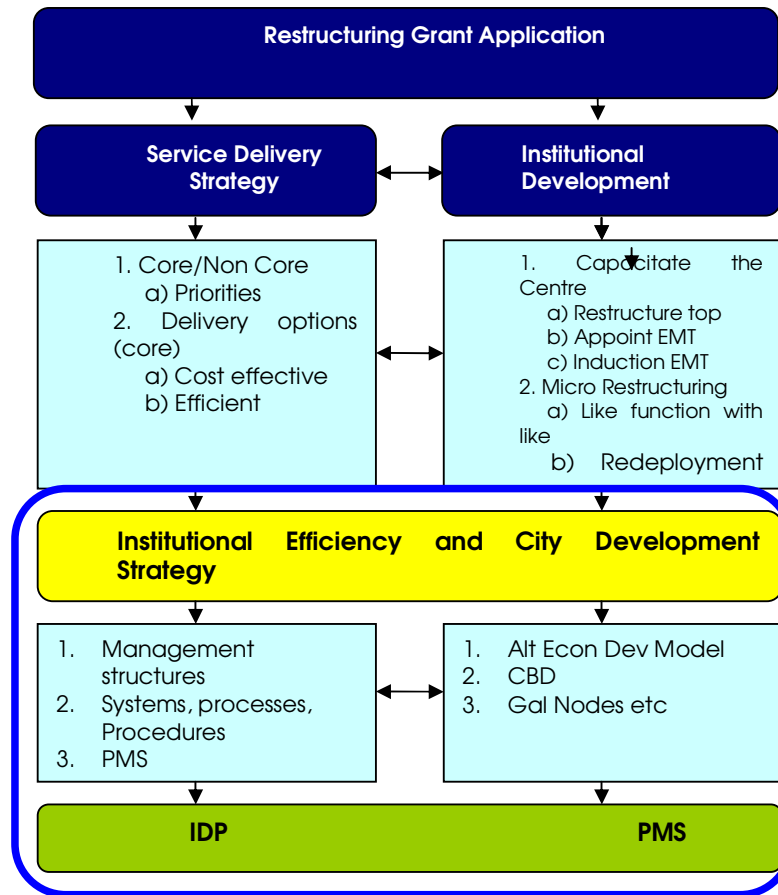 Restructuring Grant Application
Service Delivery
Strategy
Institutional
Development
1. Core/Non Core
a) Priorities
2. Delivery options
(core)
a) Cost effective
b) Efficient
1. Capacitate the
Centre
a) Restructure top
b) Appoint EMT
c) Induction EMT
2. Micro Restructuring
a) Like function with
like
b) Redeployment
Institutional Efficiency and City Development
Strategy
1. Management
structures
2. Systems, processes,
Procedures
3. PMS
1. Alt Econ Dev Model
2. CBD
3. Gal Nodes etc
IDP
PMS